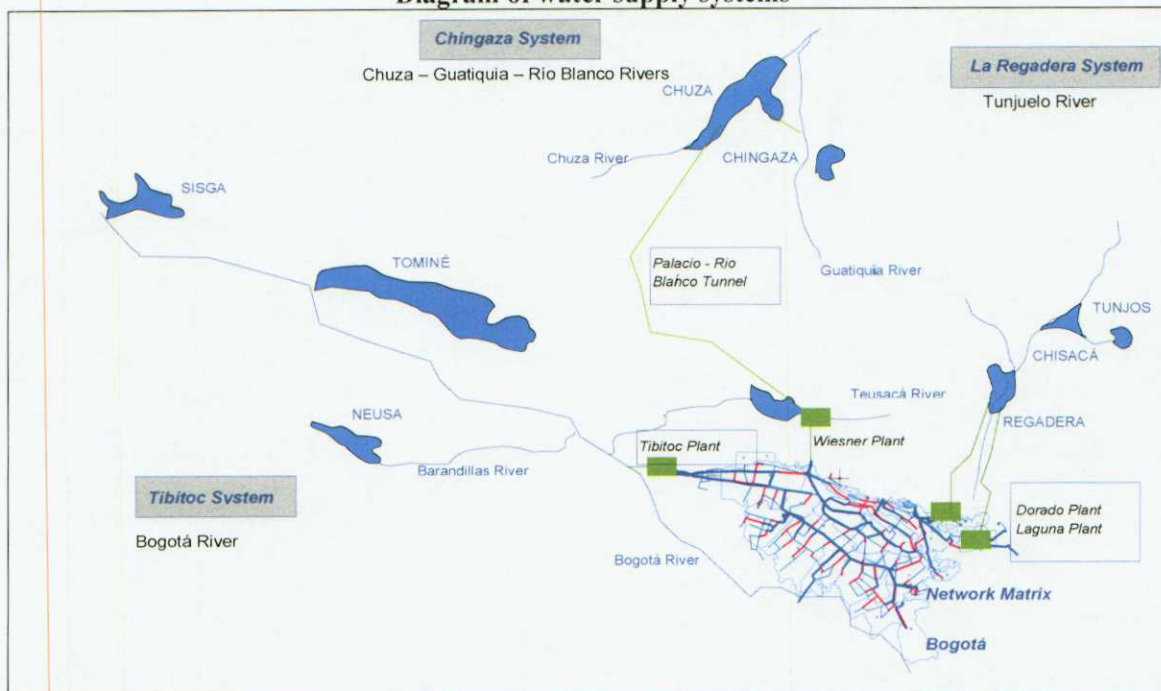 Diagram of water supply systems
Chingaza System
Chuza – Guatiquia – Río Blanco Rivers
La Regadera System
Tunjuelo River
CHUZA
Chuza River
CHINGAZA
SISGA
TOMINÉ
Palacio - Rio
Blanco Tunnel
Guatiquía River
TUNJOS
CHISACÁ
NEUSA
Teusacá River
REGADERA
Tibitoc Plant
Wiesner Plant
Barandillas River
Tibitoc System
Bogotá River
Dorado Plant
Laguna Plant
Bogotá River
Network Matrix
Bogotá